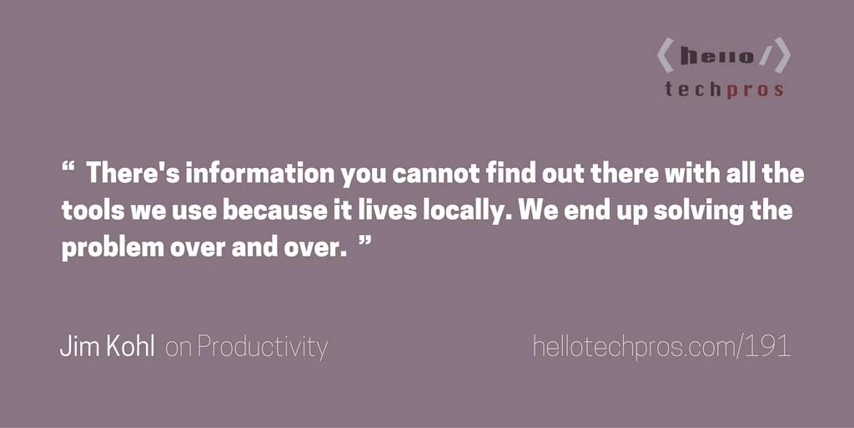 <hello/>
techpros
“ There's information you cannot find out there with all the
tools we use because it lives locally. We end up solving the
problem over and over. ”
Jim Kohl on Productivity
hellotechpros.com/191